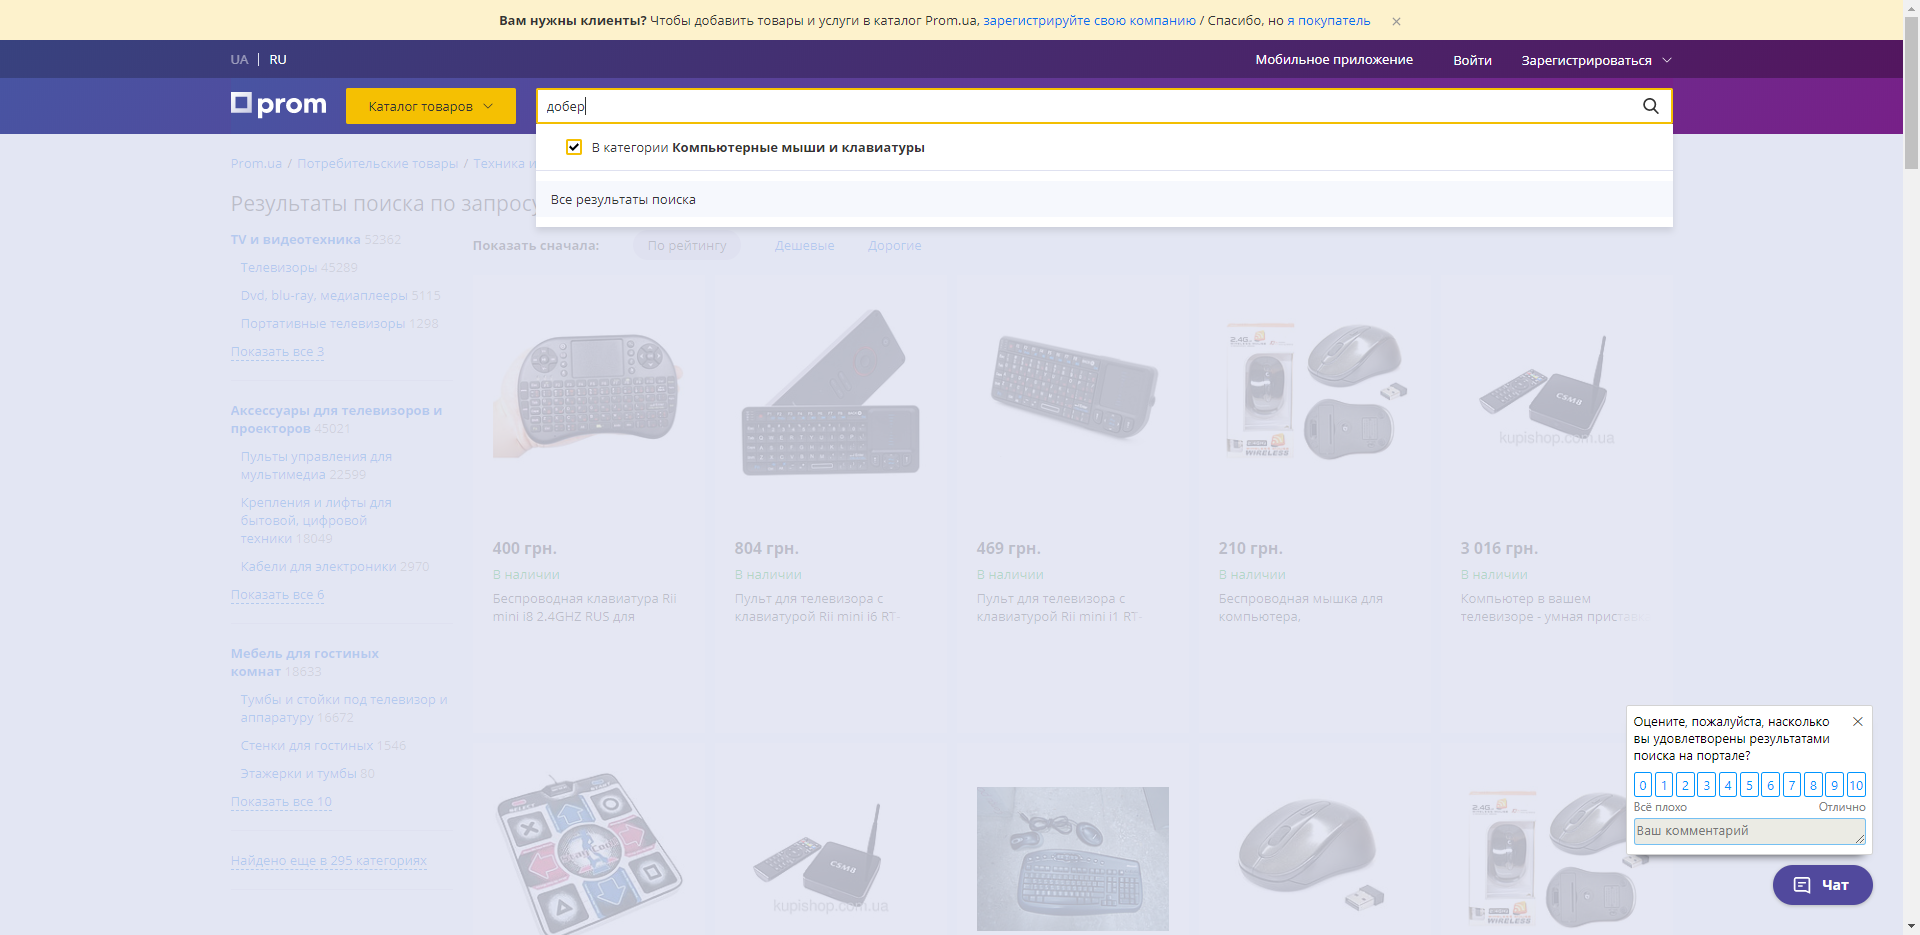 Вам нужны клиенты? Чтобы добавить товары и услуги в каталог Prom.ua, зарегистрируйте свою компанию / Спасибо, но я покупатель
UA | RU
Мобильное приложение
Войти
Зарегистрироваться
prom
Каталог товаров
добер
В категории Компьютерные мыши и клавиатуры
Все результаты поиска
Prom.ua / Потребительские товары / Техника и
Результаты поиска по запросу
TV и видеотехника 52362
Телевизоры 45289
Dvd, blu-ray, медиаплееры 5115
Портативные телевизоры 1298
Показать все 3
Аксессуары для телевизоров и
проекторов 45021
Пульты управления для
мультимедиа 22599
Крепления и лифты для
бытовой, цифровой
техники 18049
Кабели для электроники 2970
Показать все 6
Мебель для гостиных
комнат 18633
Тумбы и стойки под телевизор и
аппаратуру 16672
Стенки для гостиных 1546
Этажерки и тумбы 80
Показать все 10
Найдено еще в 295 категориях
Показать сначала:
По рейтингу
Дешевые
Дорогие
2.4G
WIRELESS
CSM8
kupishop.com.ua
400 грн.
В наличии
Беспроводная клавиатура Rii
mini i8 2.4GHZ RUS для
804 грн.
В наличии
Пульт для телевизора с
клавиатурой Rii mini i6 RT-
469 грн.
В наличии
Пульт для телевизора с
клавиатурой Rii mini i1 RT-
210 грн.
В наличии
Беспроводная мышка для
компьютера,
3 016 грн.
В наличии
Компьютер в вашем
телевизоре - умная приставка
CSM8
kupishop.com.ua
2.4G
WIRELESS
Оцените, пожалуйста, насколько
вы удовлетворены результатами
поиска на портале?
0 1 2 3 4 5 6 7 8 9 10
Всё плохо
Отлично
Ваш комментарий
Чат